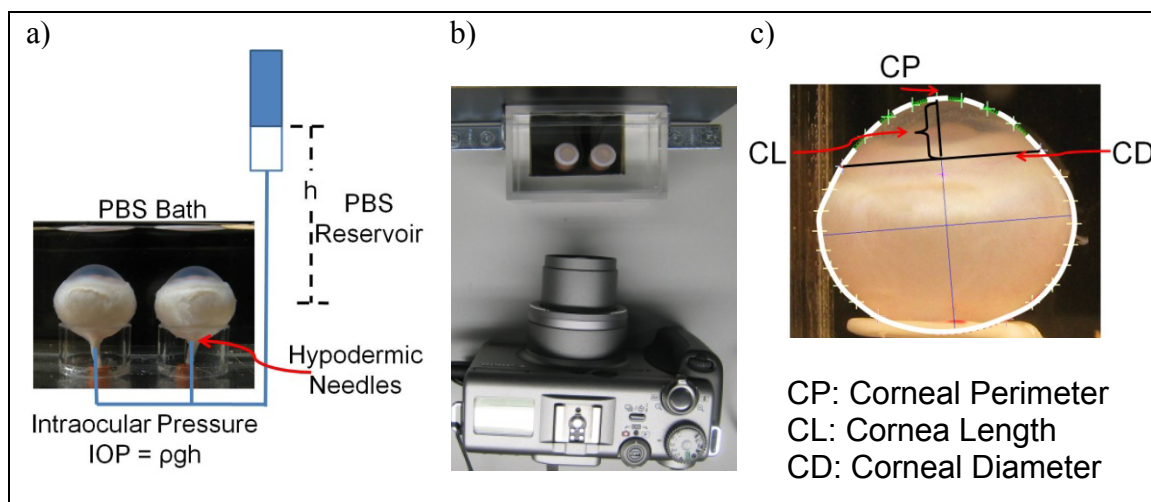 a)
h
PBS Bath
PBS
Reservoir
Hypodermic
Needles
Intraocular Pressure
IOP = ρgh
b)
c)
CP
CL
CD
CP: Corneal Perimeter
CL: Cornea Length
CD: Corneal Diameter